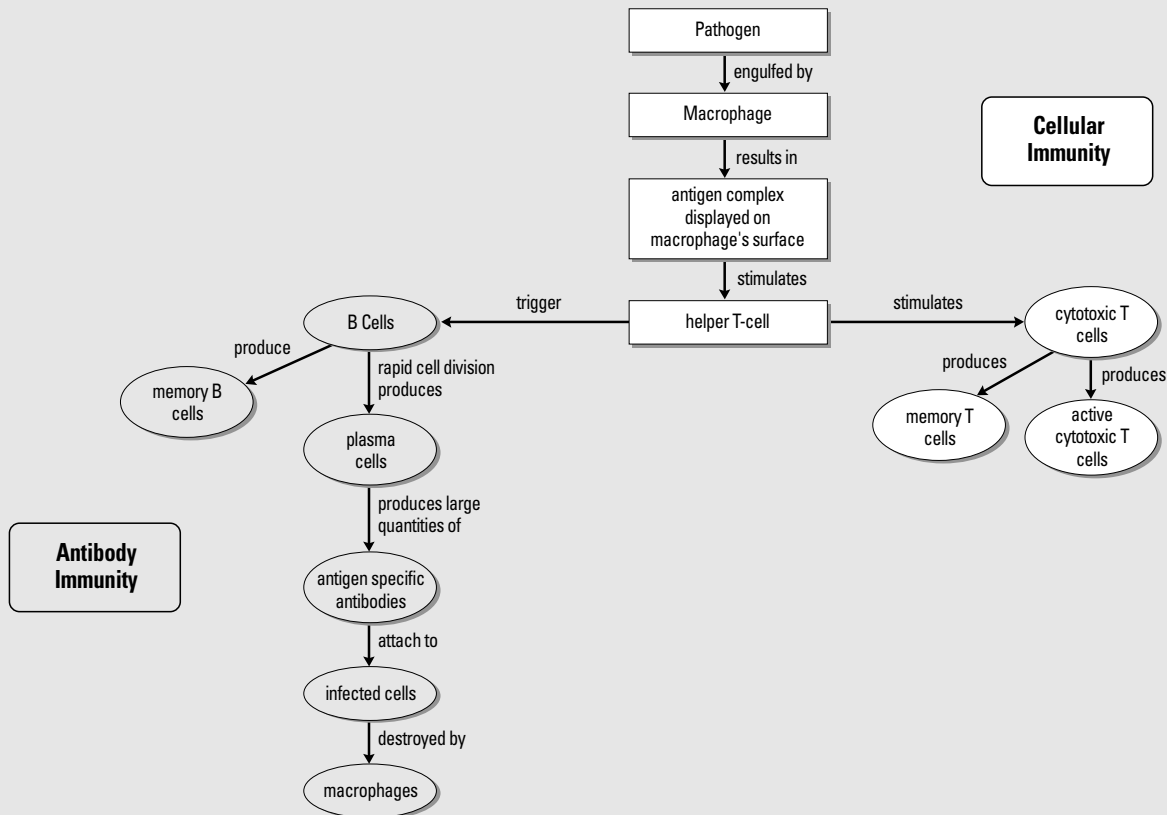 Pathogen
engulfed by
Macrophage
Cellular
Immunity
results in
antigen complex
displayed on
macrophage's surface
stimulates
trigger
helper T-cell
stimulates
B Cells
cytotoxic T
cells
produce
rapid cell division
produces
produces
produces
memory B
cells
memory T
cells
active
cytotoxic T
cells
plasma
cells
produces large
quantities of
Antibody
Immunity
antigen specific
antibodies
attach to
infected cells
destroyed by
macrophages